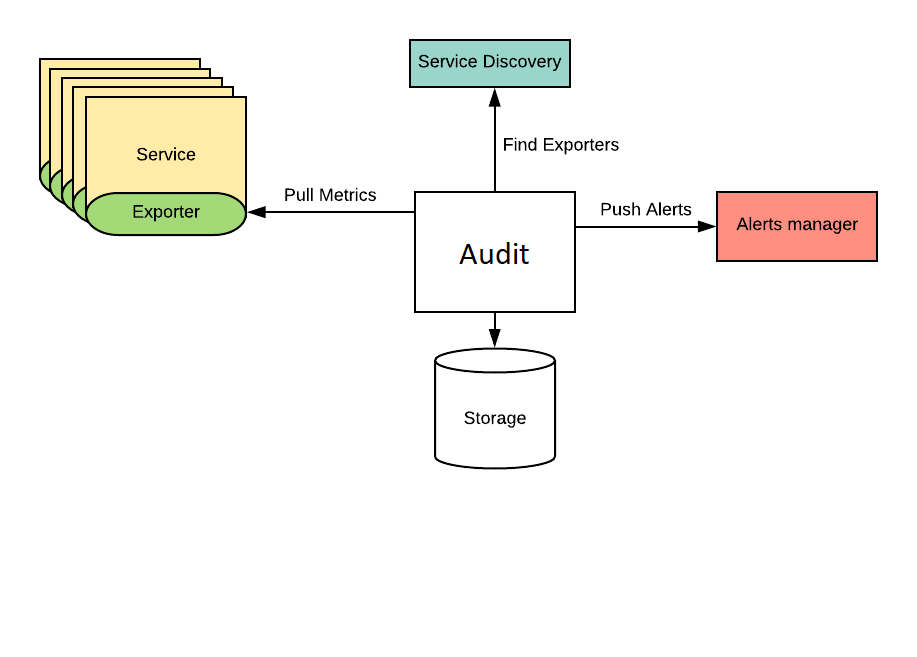 Service Discovery
Find Exporters
Service
Exporter
Pull Metrics
Push Alerts
Alerts manager
Audit
Storage